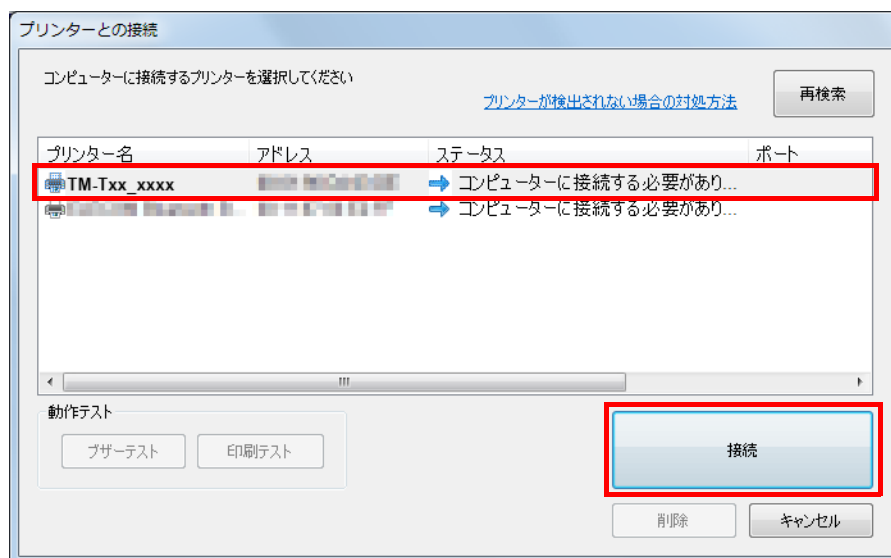 プリンターとの接続
コンピューターに接続するプリンターを選択してください
プリンターが検出されない場合の対処方法
再検索
プリンター名 アドレス ステータス ポート
TM-Txx_xxxx コンピューターに接続する必要があり...
コンピューターに接続する必要があり...
動作テスト
ブザーテスト 印刷テスト
接続
削除 キャンセル